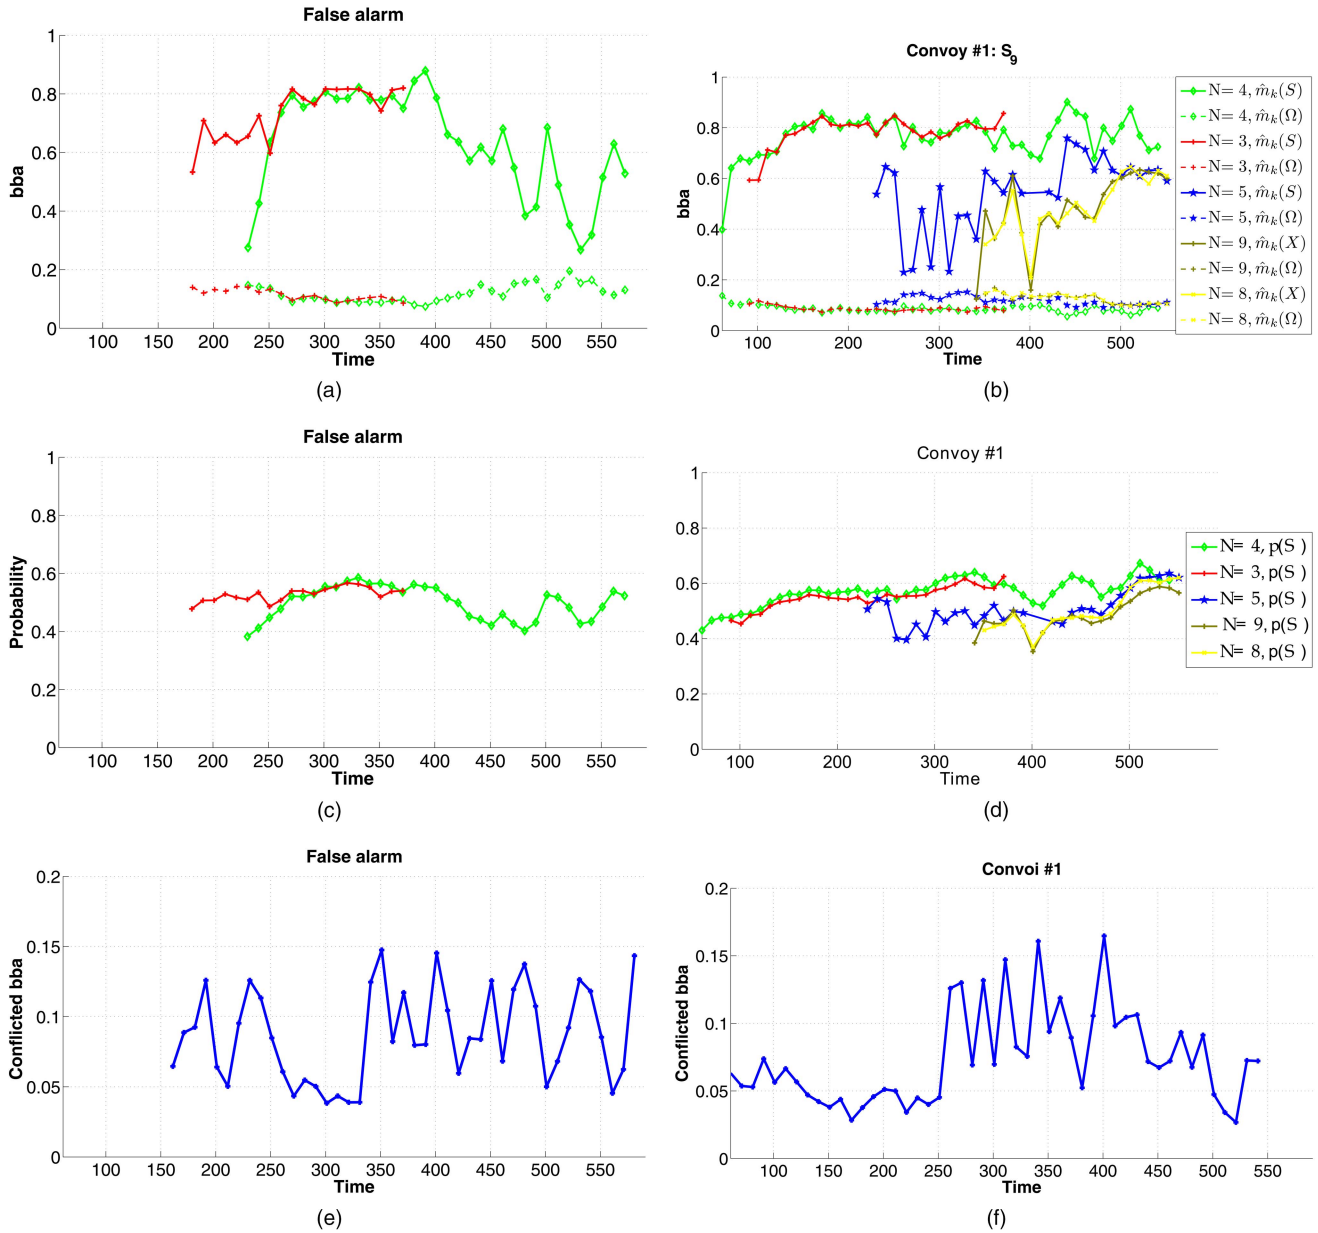 False alarm
1
0.8
0.6
0.4
0.2
0
bba
100 150 200 250 300 350 400 450 500 550
Time
(a)
Convoy #1: S9
1
0.8
0.6
0.4
0.2
0
bba
100 200 300 400 500
Time
N= 4, m̂k(S)
N= 4, m̂k(Ω)
N= 3, m̂k(S)
N= 3, m̂k(Ω)
N= 5, m̂k(S)
N= 5, m̂k(Ω)
N= 9, m̂k(X)
N= 9, m̂k(Ω)
N= 8, m̂k(X)
N= 8, m̂k(Ω)
(b)
False alarm
1
0.8
0.6
0.4
0.2
0
Probability
100 150 200 250 300 350 400 450 500 550
Time
(c)
Convoy #1
1
0.8
0.6
0.4
0.2
0
100 200 300 400 500
Time
N= 4, p(S )
N= 3, p(S )
N= 5, p(S )
N= 9, p(S )
N= 8, p(S )
(d)
False alarm
0.2
0.15
0.1
0.05
0
Conflicted bba
100 150 200 250 300 350 400 450 500 550
Time
(e)
Convoi #1
0.2
0.15
0.1
0.05
0
Conflicted bba
100 150 200 250 300 350 400 450 500 550
Time
(f)